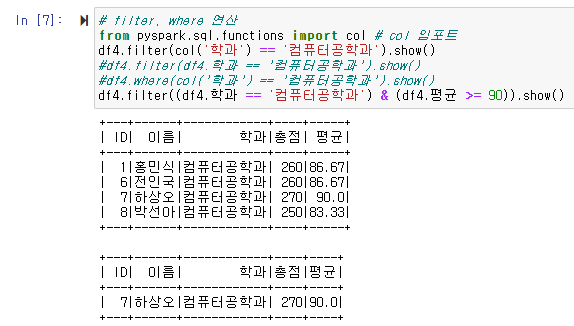 In [7]:
# filter, where 연산
from pyspark.sql.functions import col # col 임포트
df4.filter(col('학과') == '컴퓨터공학과').show()
#df4.filter(df4.학과 == '컴퓨터공학과').show()
#df4.where(col('학과') == '컴퓨터공학과').show()
df4.filter((df4.학과 == '컴퓨터공학과') & (df4.평균 >= 90)).show()
+---+------+------------+----+-----+
| ID| 이름| 학과|총점| 평균|
+---+------+------------+----+-----+
| 1|홍민식|컴퓨터공학과| 260|86.67|
| 6|전인국|컴퓨터공학과| 260|86.67|
| 7|하상오|컴퓨터공학과| 270| 90.0|
| 8|박선아|컴퓨터공학과| 250|83.33|
+---+------+------------+----+-----+
+---+------+------------+----+----+
| ID| 이름| 학과|총점|평균|
+---+------+------------+----+----+
| 7|하상오|컴퓨터공학과| 270|90.0|
+---+------+------------+----+----+